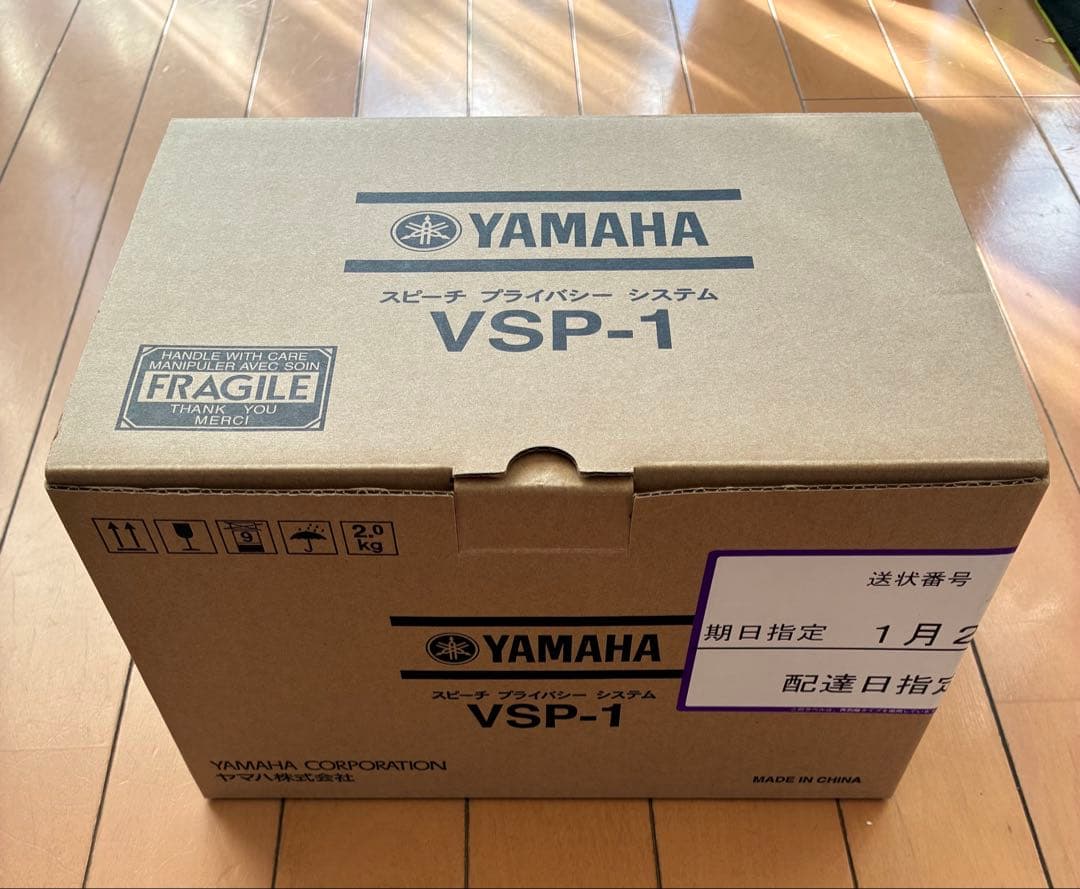 YAMAHA
スピーチ プライバシー システム
VSP-1
HANDLE WITH CARE
MANIPULER AVEC SOIN
FRAGILE
THANK YOU
MERCI
9
2.0
kg
送状番号
期日指定 1月2
配達日指定
YAMAHA
スピーチ プライバシー システム
VSP-1
YAMAHA CORPORATION
ヤマハ株式会社
MADE IN CHINA